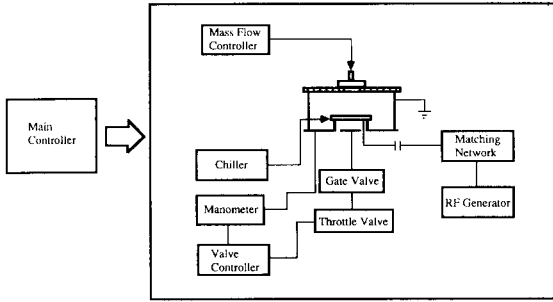 Mass Flow
Controller
Main
Controller
Matching
Network
Chiller
Gate Valve
Manometer
RF Generator
Throttle Valve
Valve
Controller